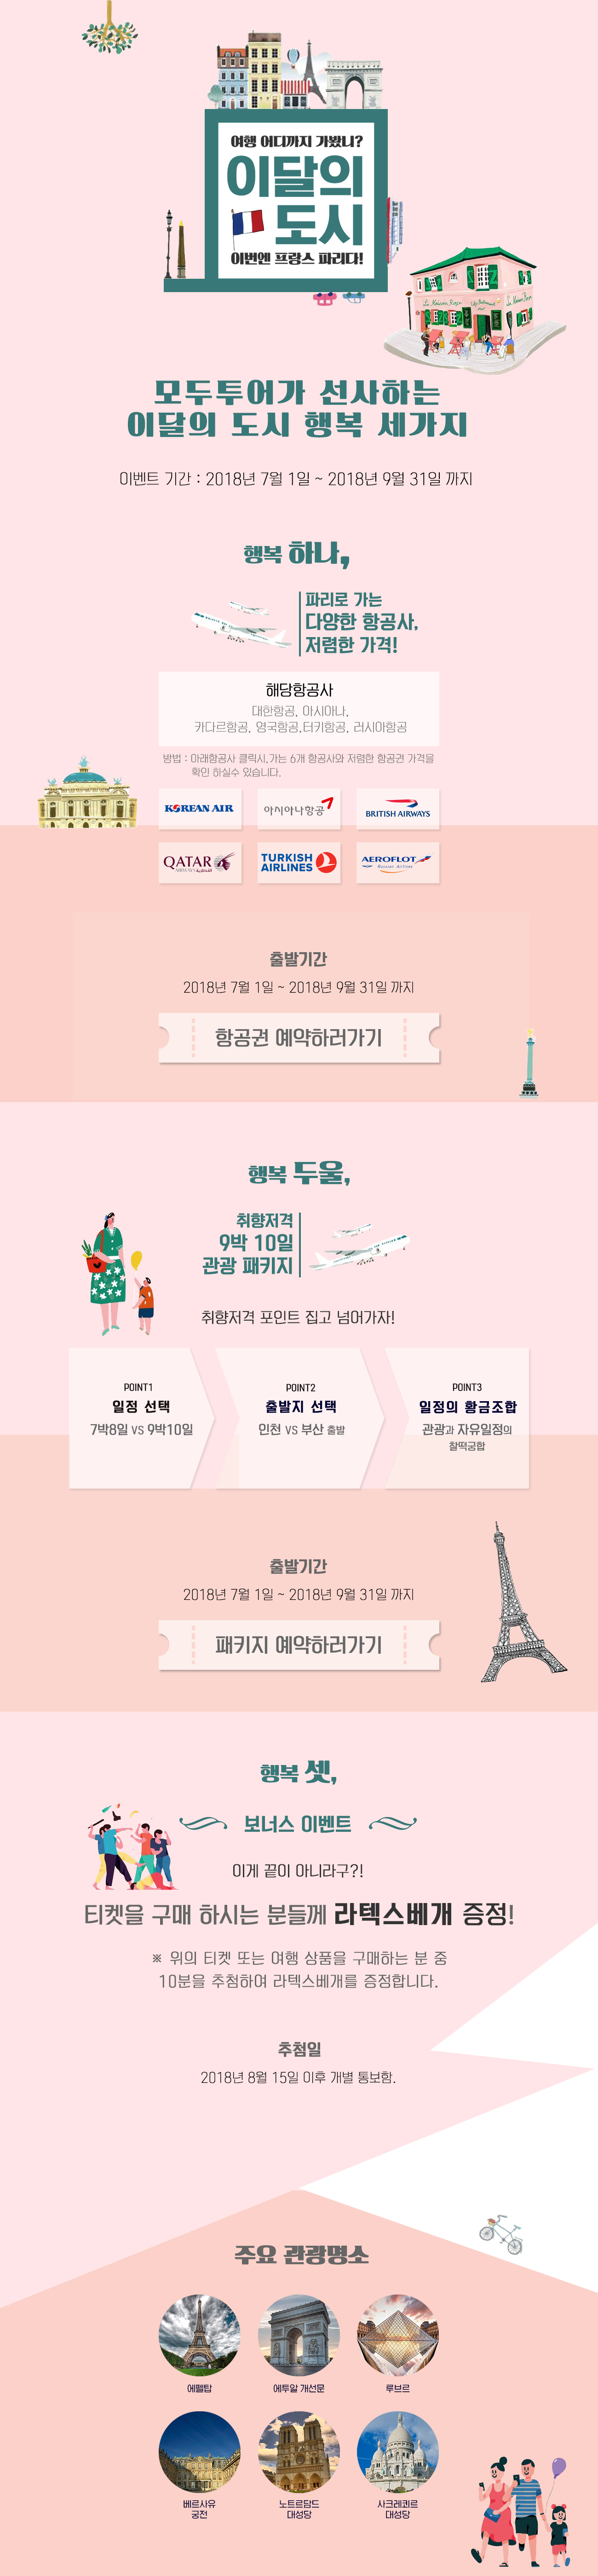 여행 어디까지 가봤니?
이달의
도시
이번엔 프랑스 파리다!
La Maison Rose
La Maison Rose
모두투어가 선사하는
이달의 도시 행복 세가지
이벤트 기간 : 2018년 7월 1일 ~ 2018년 9월 31일 까지
행복 하나,
파리로 가는
다양한 항공사,
저렴한 가격!
해당항공사
대한항공, 아시아나,
카다르항공, 영국항공,터키항공, 러시아항공
방법 : 아래항공사 클릭시,가는 6개 항공사와 저렴한 항공권 가격을
확인 하실수 있습니다.
KOREAN AIR
아시아나항공
BRITISH AIRWAYS
QATAR
AIRWAYS القطرية
TURKISH
AIRLINES
AEROFLOT
Russian Airlines
출발기간
2018년 7월 1일 ~ 2018년 9월 31일 까지
항공권 예약하러가기
행복 두울,
취향저격
9박 10일
관광 패키지
취향저격 포인트 집고 넘어가자!
POINT1
일정 선택
7박8일 VS 9박10일
POINT2
출발지 선택
인천 VS 부산 출발
POINT3
일정의 황금조합
관광과 자유일정의
찰떡궁합
출발기간
2018년 7월 1일 ~ 2018년 9월 31일 까지
패키지 예약하러가기
행복 셋,
보너스 이벤트
이게 끝이 아니라구?!
티켓을 구매 하시는 분들께 라텍스베개 증정!
※ 위의 티켓 또는 여행 상품을 구매하는 분 중
10분을 추첨하여 라텍스베개를 증정합니다.
추첨일
2018년 8월 15일 이후 개별 통보함.
주요 관광명소
에펠탑
에투알 개선문
루브르
베르사유
궁전
노트르담드
대성당
사크레쾨르
대성당